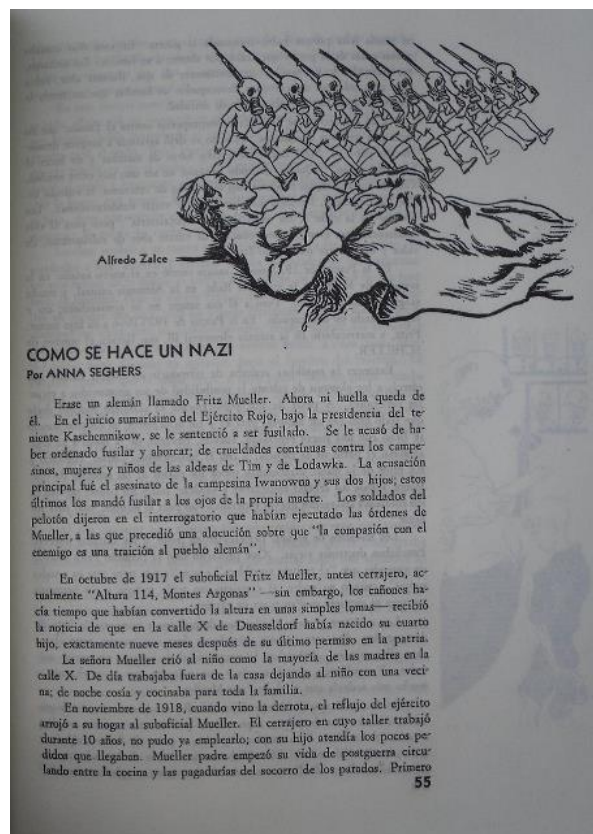 Alfredo Zalce
COMO SE HACE UN NAZI
Por ANNA SEGHERS
Erase un alemán llamado Fritz Mueller. Ahora ni huella queda de
él. En el juicio sumarísimo del Ejército Rojo, bajo la presidencia del te-
niente Kaschemnikow, se le sentenció a ser fusilado. Se le acusó de ha-
ber ordenado fusilar y ahorcar; de crueldades contínuas contra los campe-
sinos, mujeres y niños de las aldeas de Tim y de Lodawka. La acusación
principal fué el asesinato de la campesina Iwanowna y sus dos hijos; estos
últimos los mandó fusilar a los ojos de la propia madre. Los soldados del
pelotón dijeron en el interrogatorio que habían ejecutado las órdenes de
Mueller, a las que precedió una alocución sobre que "la compasión con el
enemigo es una traición al pueblo alemán".
En octubre de 1917 el suboficial Fritz Mueller, antes cerrajero, ac-
tualmente "Altura 114, Montes Argonas" —sin embargo, los cañones ha-
cía tiempo que habían convertido la altura en unas simples lomas— recibió
la noticia de que en la calle X de Duesseldorf había nacido su cuarto
hijo, exactamente nueve meses después de su último permiso en la patria.
La señora Mueller crió al niño como la mayoría de las madres en la
calle X. De día trabajaba fuera de la casa dejando al niño con una veci-
na; de noche cosía y cocinaba para toda la familia.
En noviembre de 1918, cuando vino la derrota, el reflujo del ejército
arrojó a su hogar al suboficial Mueller. El cerrajero en cuyo taller trabajó
durante 10 años, no pudo ya emplearlo; con su hijo atendía los pocos pe-
didos que llegaban. Mueller padre empezó su vida de postguerra circu-
lando entre la cocina y las pagadurías del socorro de los parados. Primero
55